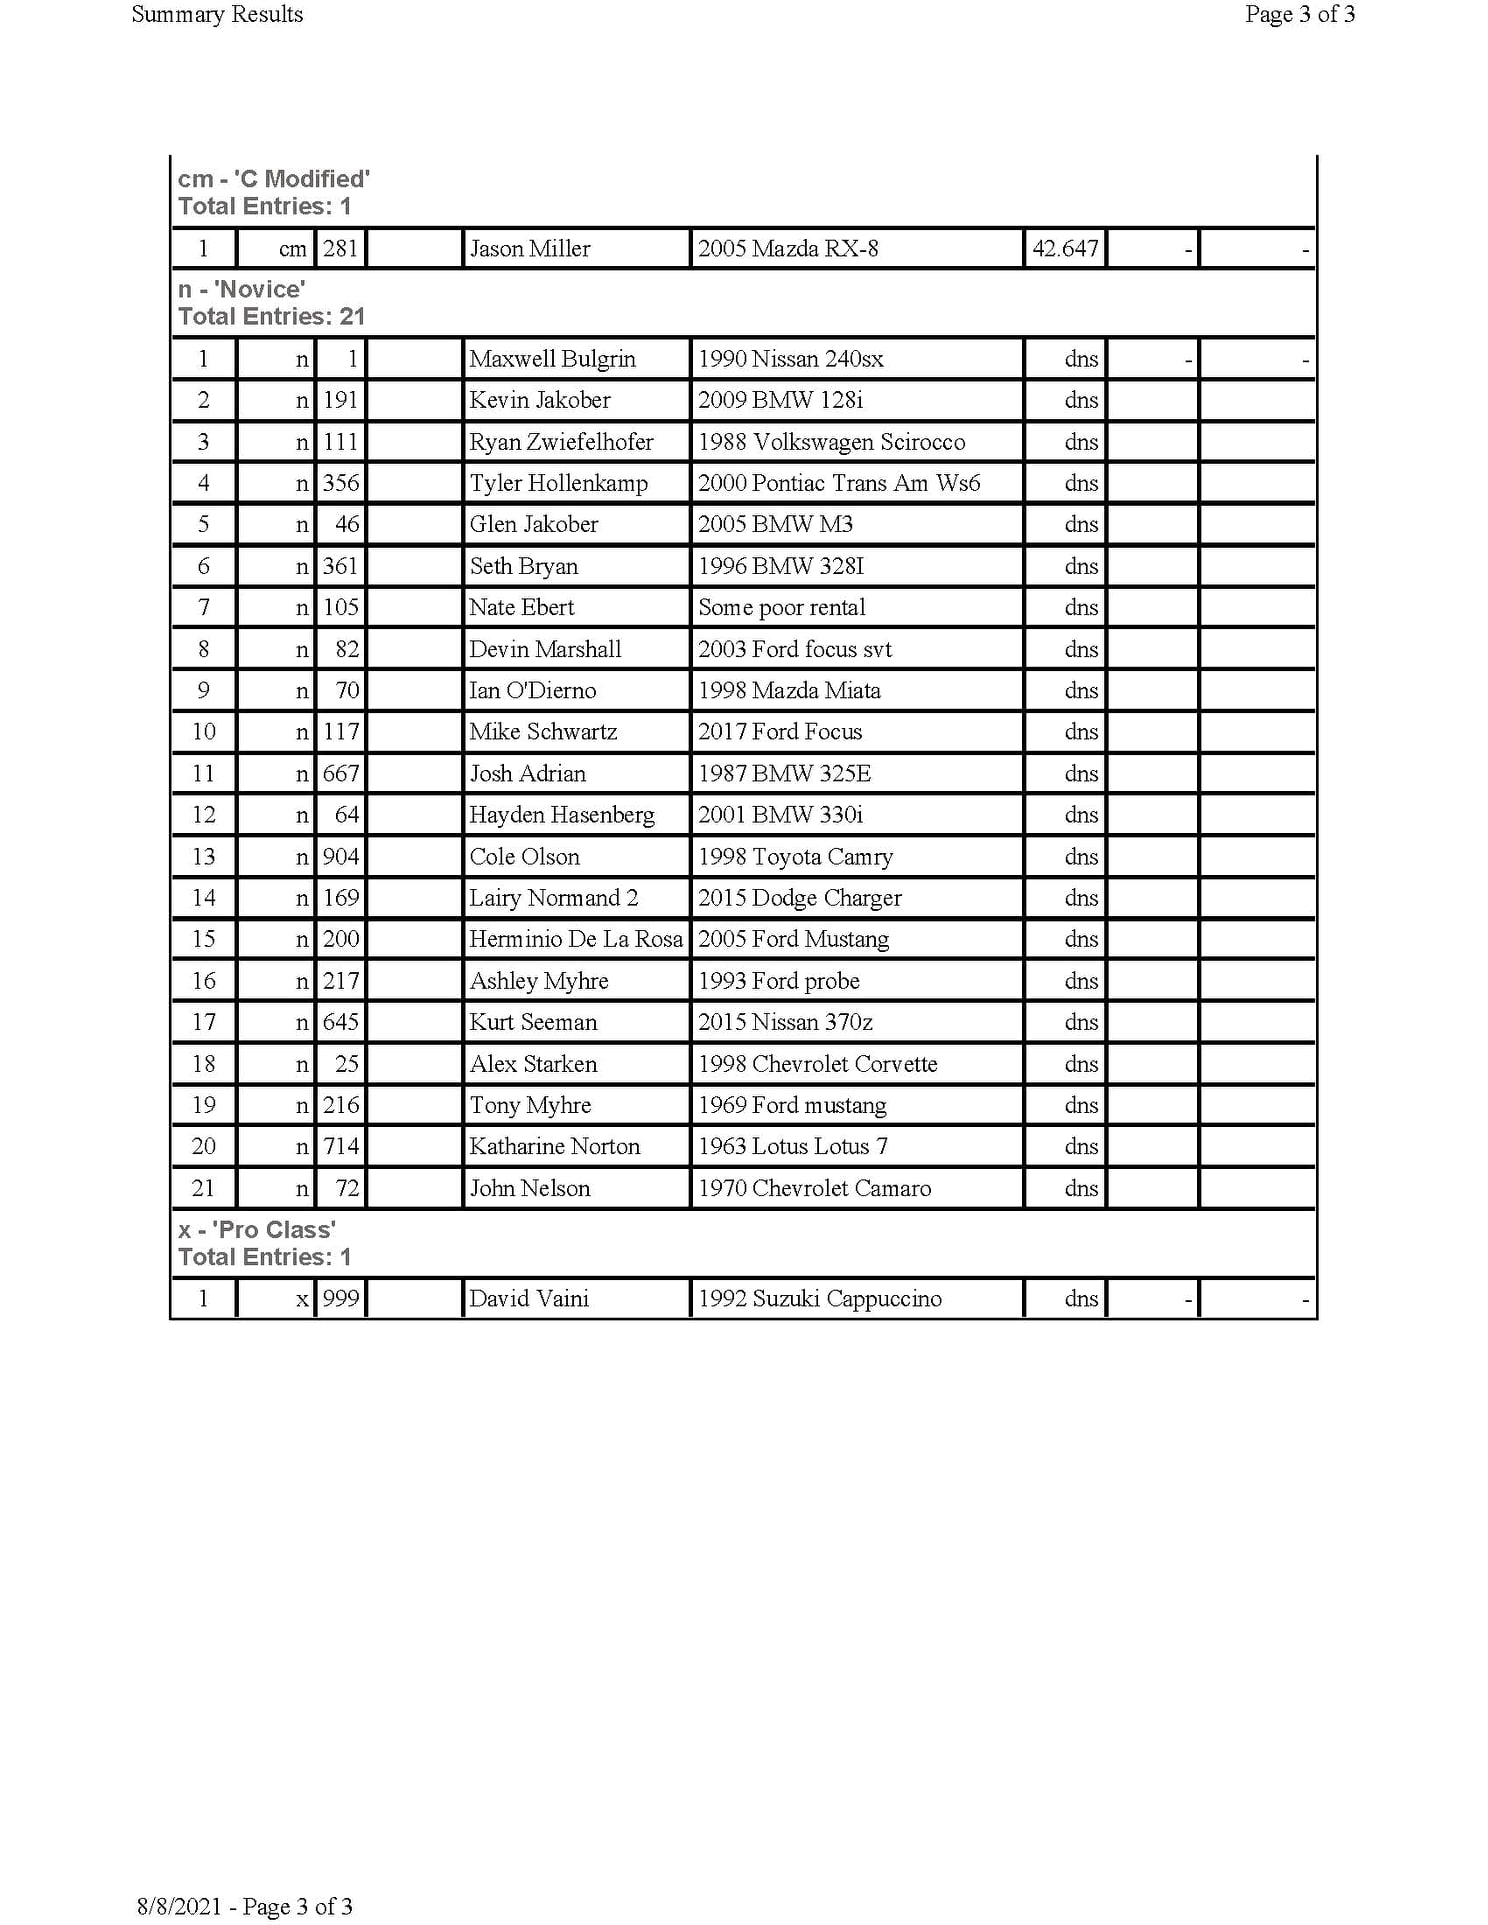 Summary Results Page 3 of 3
cm - 'C Modified'
Total Entries: 1
1 cm 281 Jason Miller 2005 Mazda RX-8 42.647 - -
n - 'Novice'
Total Entries: 21
1 n 1 Maxwell Bulgrin 1990 Nissan 240sx dns - -
2 n 191 Kevin Jakober 2009 BMW 128i dns
3 n 111 Ryan Zwiefelhofer 1988 Volkswagen Scirocco dns
4 n 356 Tyler Hollenkamp 2000 Pontiac Trans Am Ws6 dns
5 n 46 Glen Jakober 2005 BMW M3 dns
6 n 361 Seth Bryan 1996 BMW 328I dns
7 n 105 Nate Ebert Some poor rental dns
8 n 82 Devin Marshall 2003 Ford focus svt dns
9 n 70 Ian O'Dierno 1998 Mazda Miata dns
10 n 117 Mike Schwartz 2017 Ford Focus dns
11 n 667 Josh Adrian 1987 BMW 325E dns
12 n 64 Hayden Hasenberg 2001 BMW 330i dns
13 n 904 Cole Olson 1998 Toyota Camry dns
14 n 169 Lairy Normand 2 2015 Dodge Charger dns
15 n 200 Herminio De La Rosa 2005 Ford Mustang dns
16 n 217 Ashley Myhre 1993 Ford probe dns
17 n 645 Kurt Seeman 2015 Nissan 370z dns
18 n 25 Alex Starken 1998 Chevrolet Corvette dns
19 n 216 Tony Myhre 1969 Ford mustang dns
20 n 714 Katharine Norton 1963 Lotus Lotus 7 dns
21 n 72 John Nelson 1970 Chevrolet Camaro dns
x - 'Pro Class'
Total Entries: 1
1 x 999 David Vaini 1992 Suzuki Cappuccino dns - -
8/8/2021 - Page 3 of 3